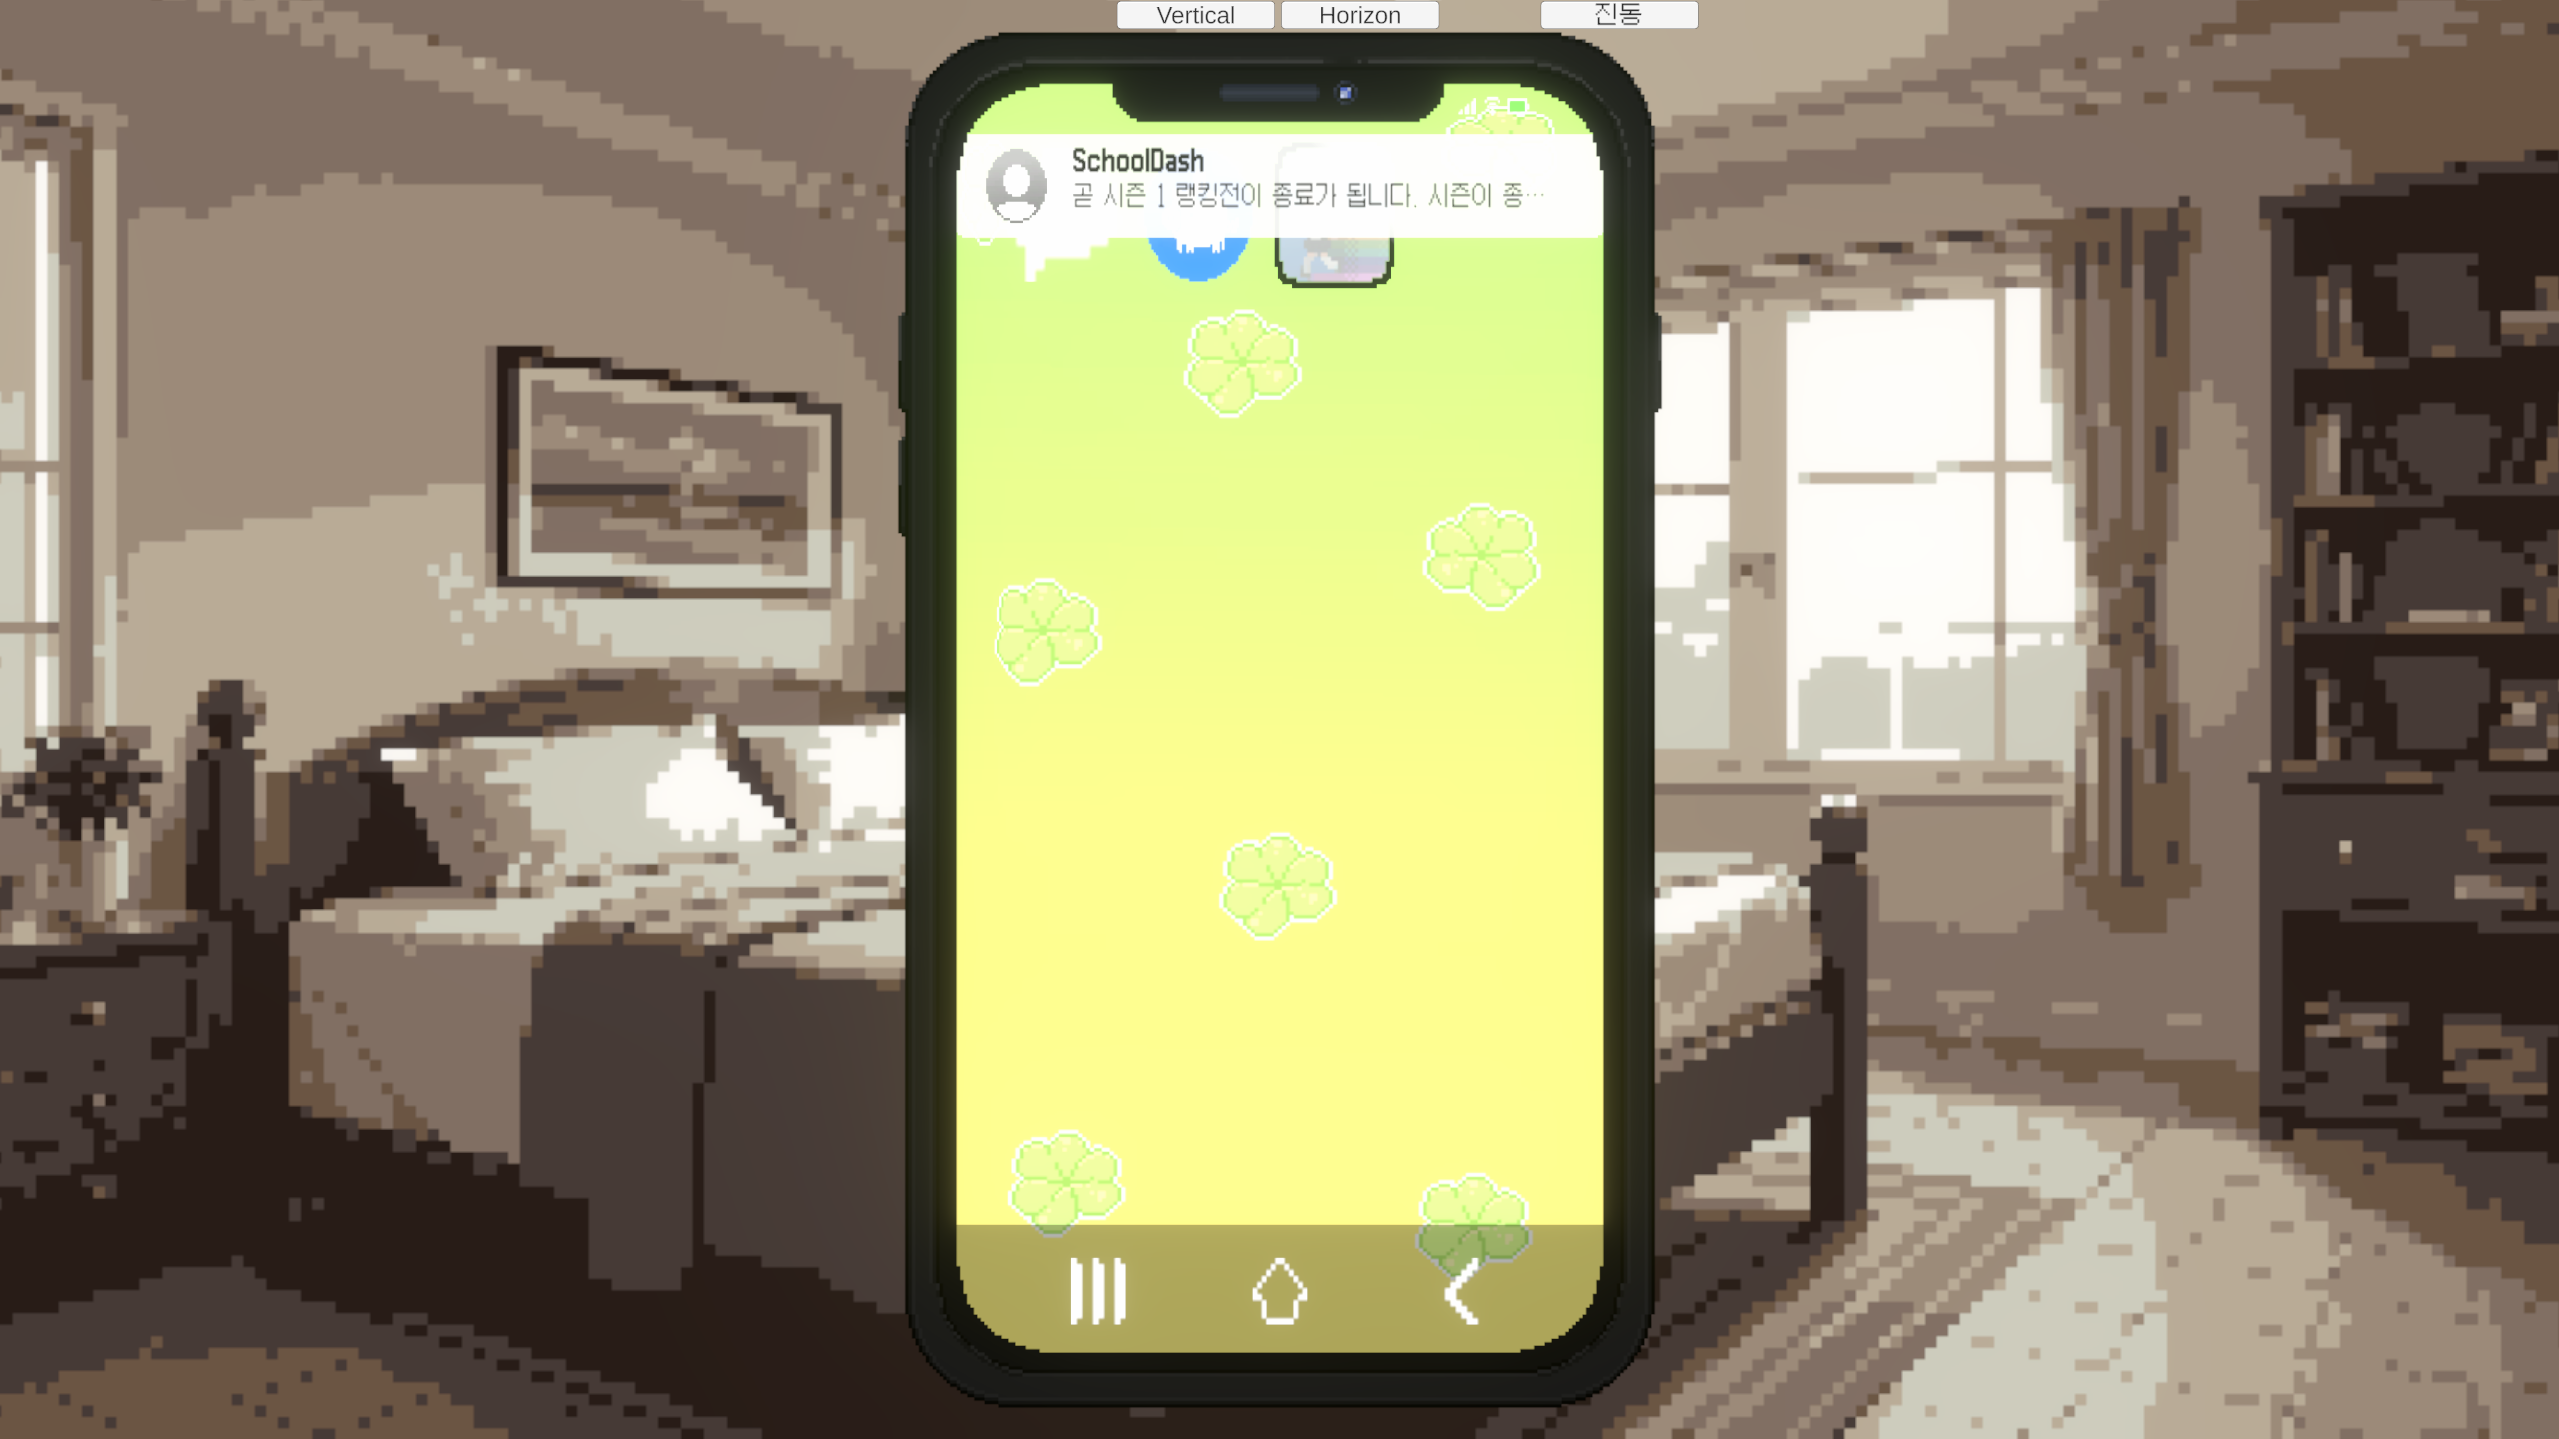 Vertical
Horizon
진동
SchoolDash
곧 시즌 1 랭킹전이 종료가 됩니다. 시즌이 종…